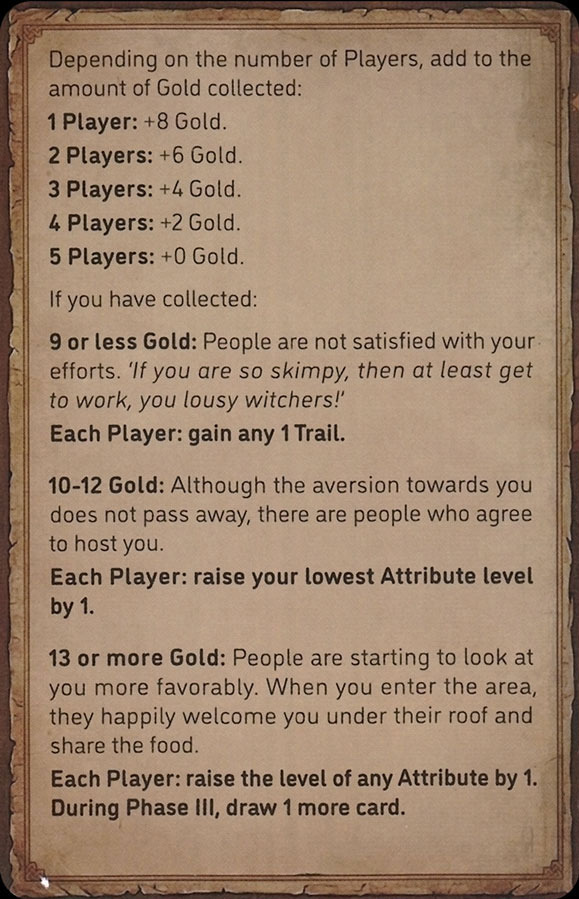 Depending on the number of Players, add to the
amount of Gold collected:
1 Player: +8 Gold.
2 Players: +6 Gold.
3 Players: +4 Gold.
4 Players: +2 Gold.
5 Players: +0 Gold.
If you have collected:
9 or less Gold: People are not satisfied with your
efforts. 'If you are so skimpy, then at least get
to work, you lousy witchers!'
Each Player: gain any 1 Trail.
10-12 Gold: Although the aversion towards you
does not pass away, there are people who agree
to host you.
Each Player: raise your lowest Attribute level
by 1.
13 or more Gold: People are starting to look at
you more favorably. When you enter the area,
they happily welcome you under their roof and
share the food.
Each Player: raise the level of any Attribute by 1.
During Phase III, draw 1 more card.